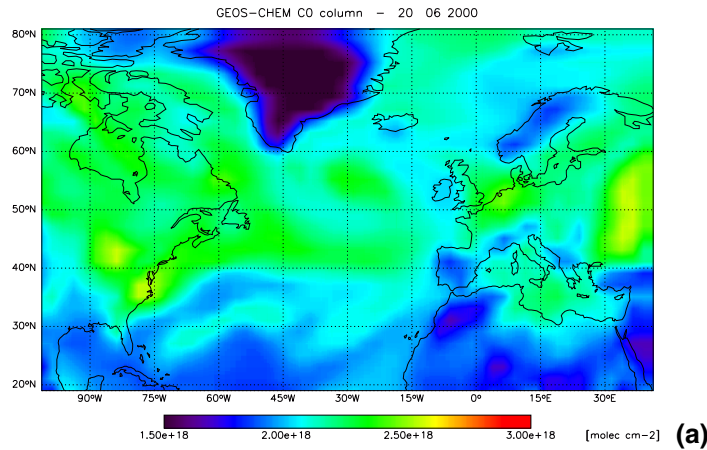 GEOS-CHEM CO column - 20 06 2000
80°N
70°N
60°N
50°N
40°N
30°N
20°N
90°W 75°W 60°W 45°W 30°W 15°W 0° 15°E 30°E
1.50e+18 2.00e+18 2.50e+18 3.00e+18 [molec cm-2] (a)